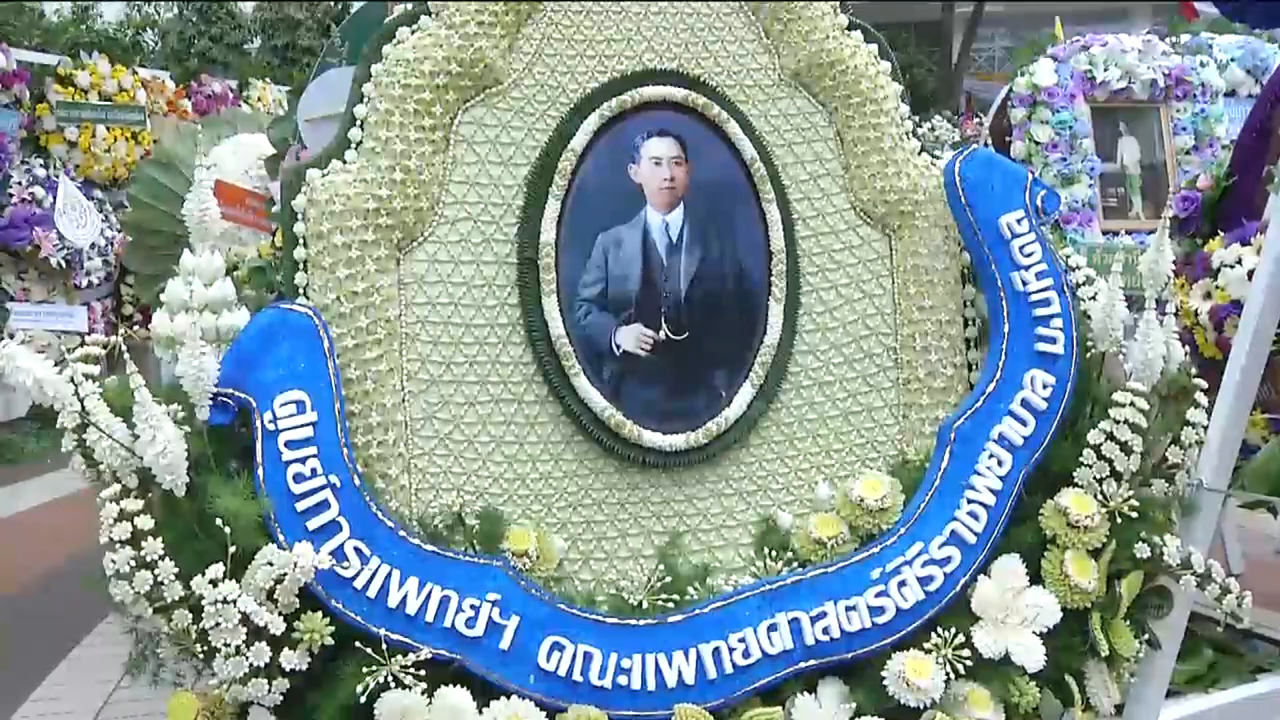 ศูนย์การแพทย์ฯ คณะแพทยศาสตร์ศิริราชพยาบาล ม.มหิดล